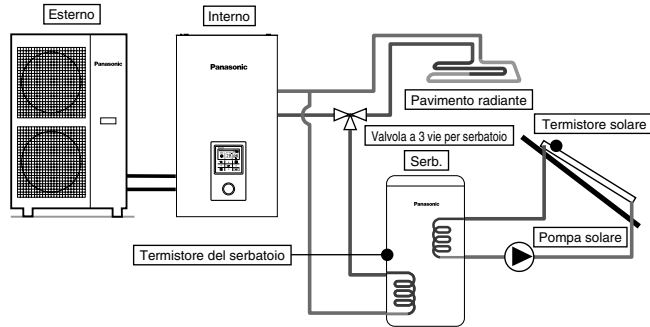 Esterno
Interno
Panasonic
Panasonic
Pavimento radiante
Termistore solare
Valvola a 3 vie per serbatoio
Serb.
Panasonic
Pompa solare
Termistore del serbatoio